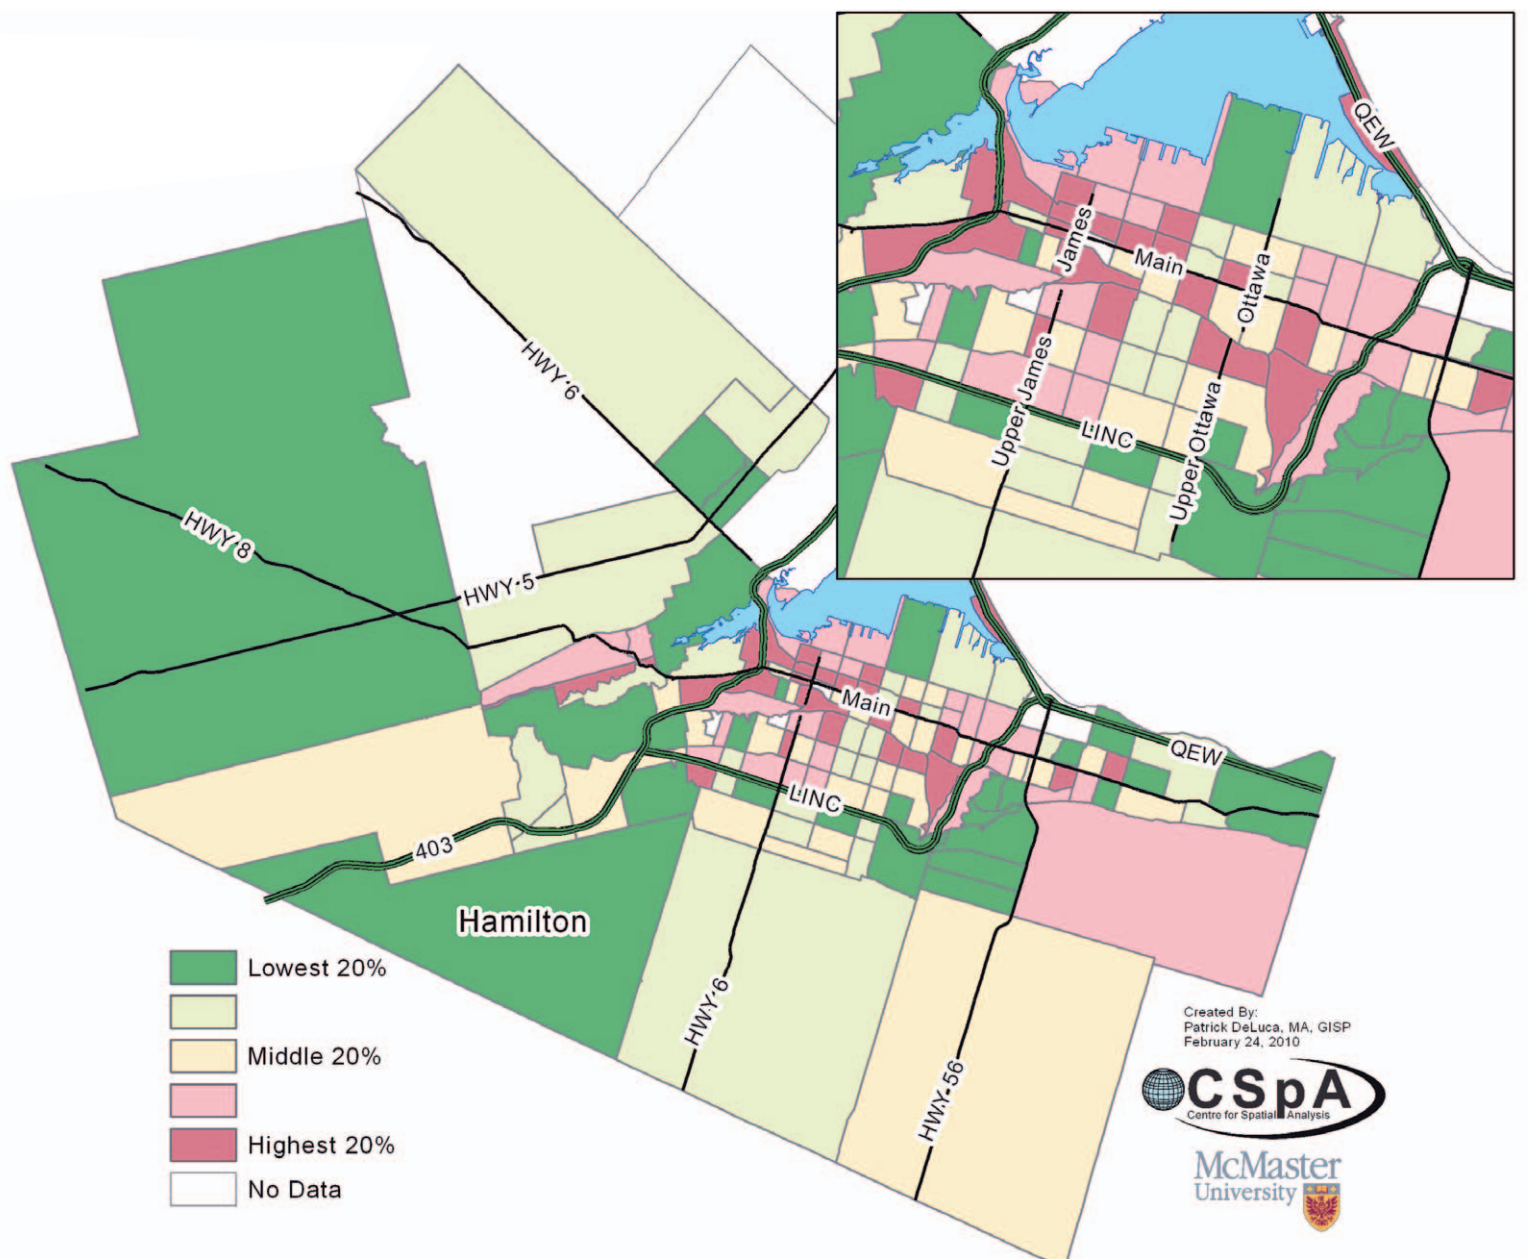 QEW
James
Main
Ottawa
Upper James
Upper Ottawa
LINC
HWY 6
HWY 8
HWY 5
Main
QEW
LINC
403
Hamilton
HWY 6
HWY 56
Lowest 20%
Middle 20%
Highest 20%
No Data
Created By:
Patrick DeLuca, MA, GISP
February 24, 2010
CSpA
Centre for Spatial Analysis
McMaster
University